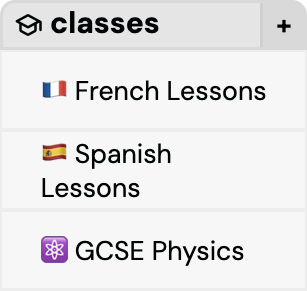 classes +
🇫🇷 French Lessons
🇪🇸 Spanish
Lessons
⚛️ GCSE Physics